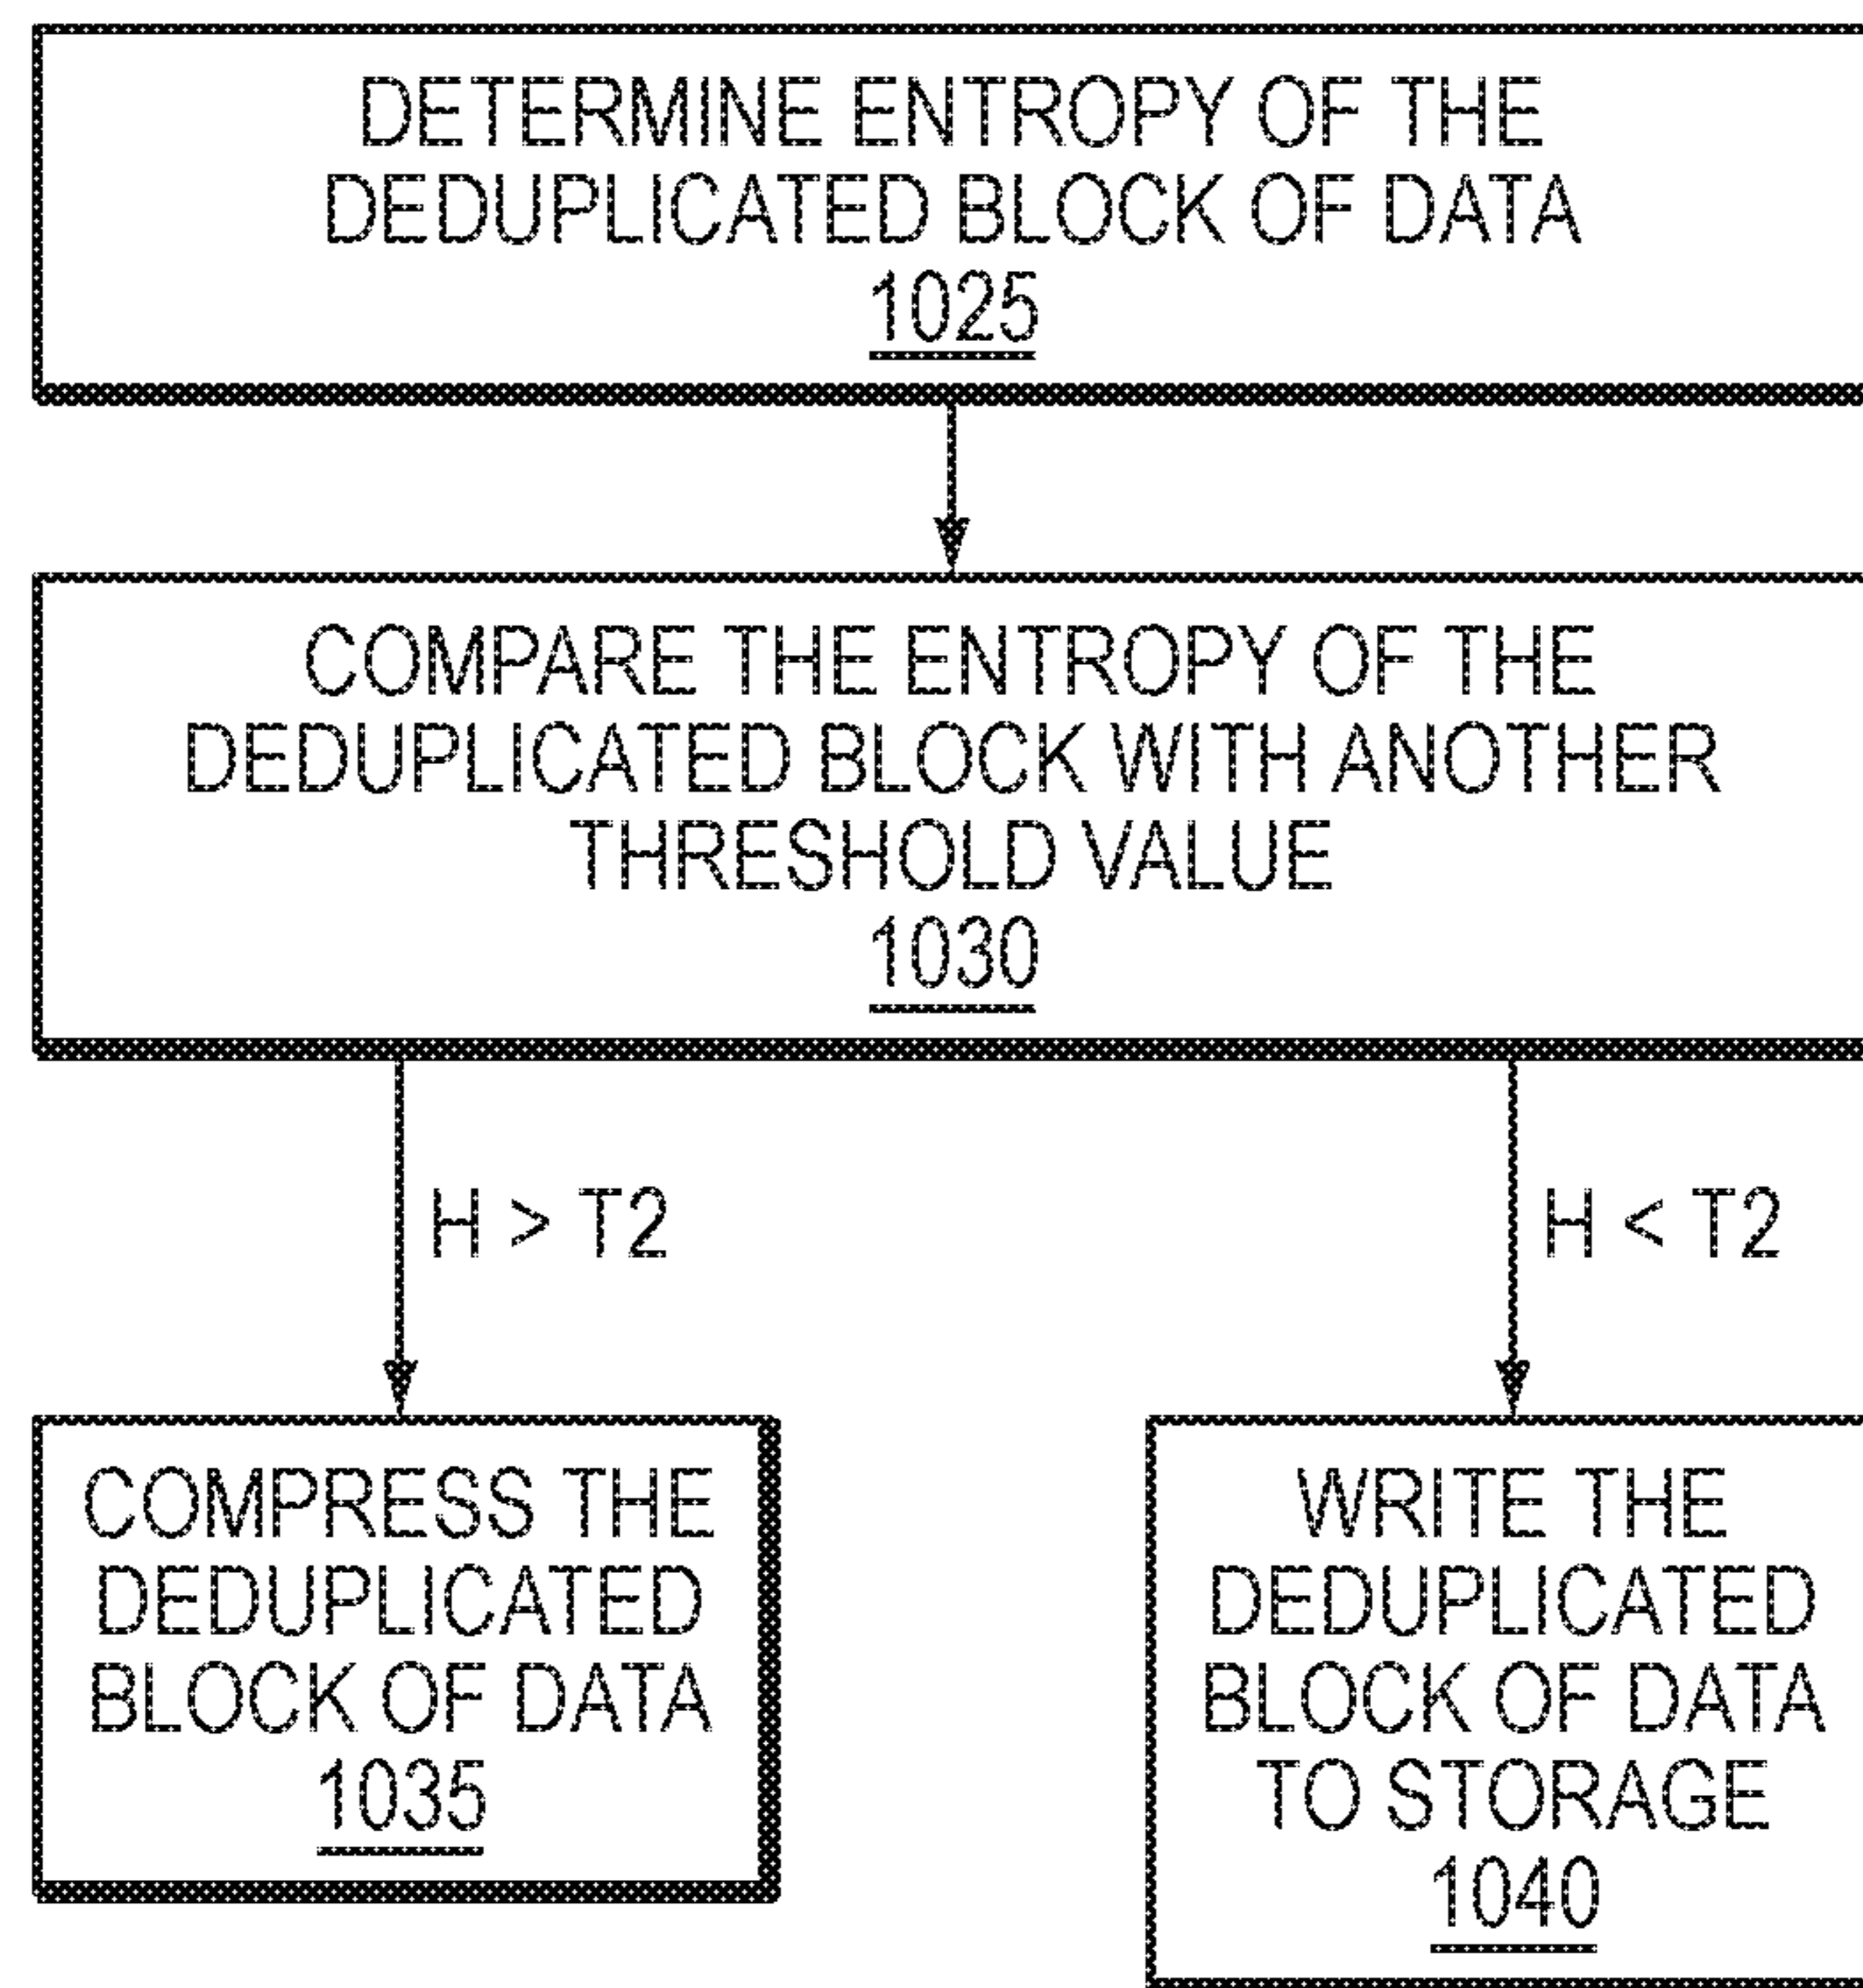 DETERMINE ENTROPY OF THE
DEDUPLICATED BLOCK OF DATA
1025
COMPARE THE ENTROPY OF THE
DEDUPLICATED BLOCK WITH ANOTHER
THRESHOLD VALUE
1030
H > T2
H < T2
COMPRESS THE
DEDUPLICATED
BLOCK OF DATA
1035
WRITE THE
DEDUPLICATED
BLOCK OF DATA
TO STORAGE
1040